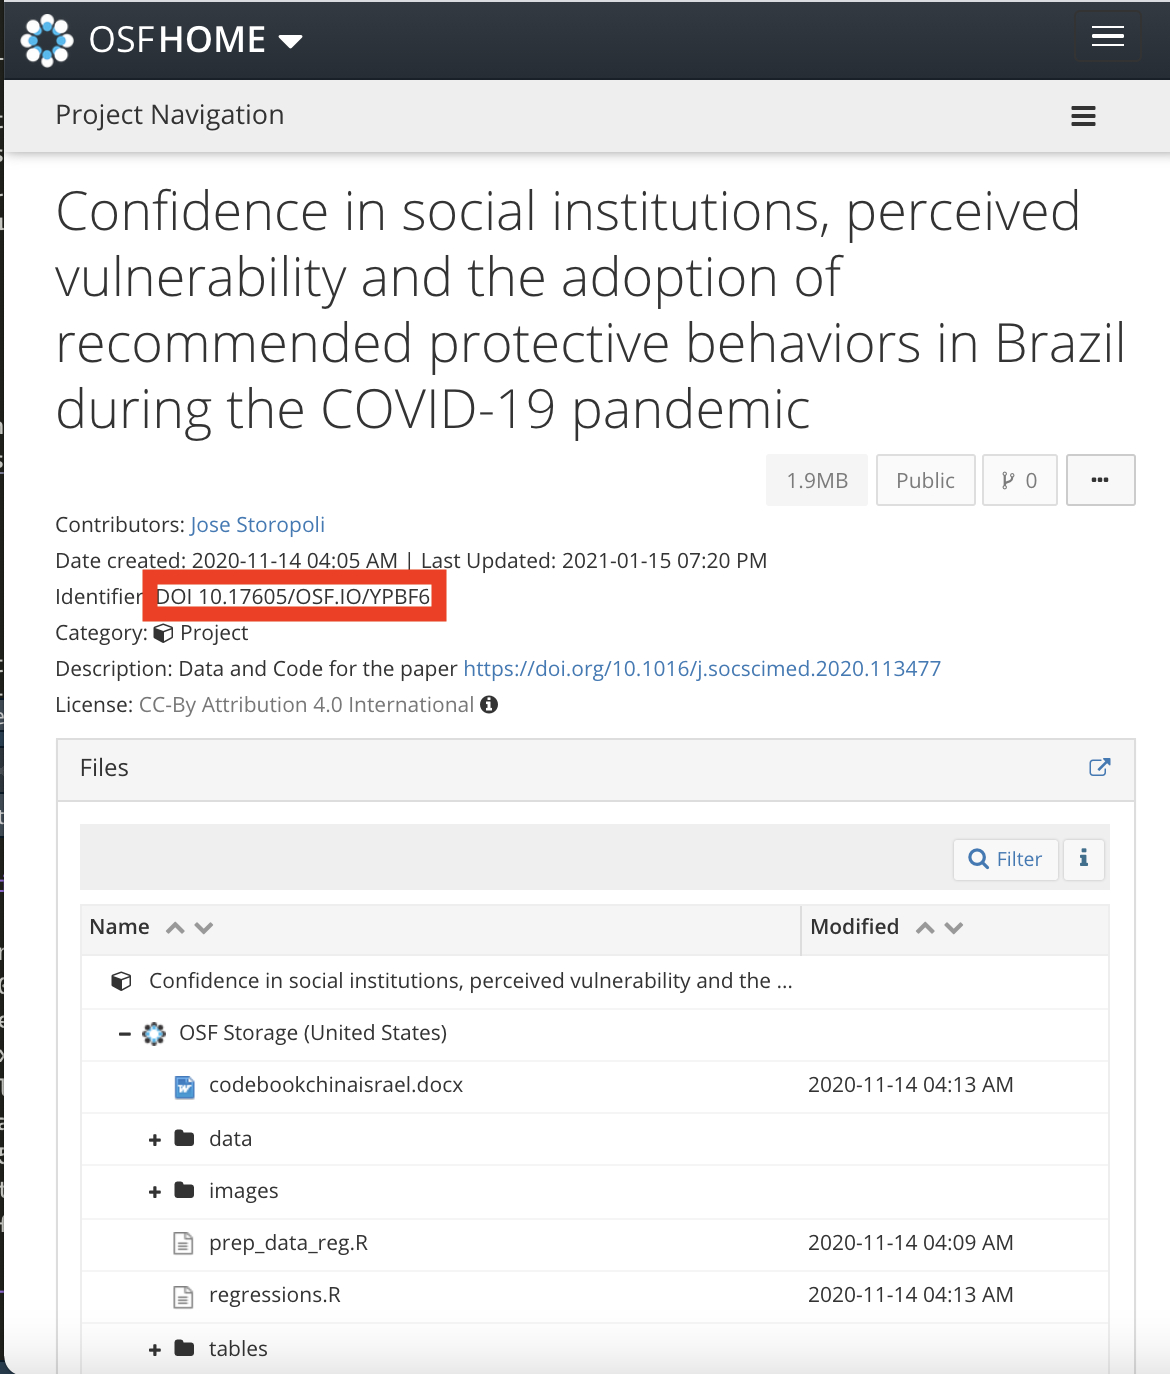 OSFHOME
Project Navigation
Confidence in social institutions, perceived
vulnerability and the adoption of
recommended protective behaviors in Brazil
during the COVID-19 pandemic
1.9MB Public 0 ...
Contributors: Jose Storopoli
Date created: 2020-11-14 04:05 AM | Last Updated: 2021-01-15 07:20 PM
Identifier DOI 10.17605/OSF.IO/YPBF6
Category: Project
Description: Data and Code for the paper https://doi.org/10.1016/j.socscimed.2020.113477
License: CC-By Attribution 4.0 International
Files
Filter
Name Modified
Confidence in social institutions, perceived vulnerability and the ...
OSF Storage (United States)
codebookchinaisrael.docx 2020-11-14 04:13 AM
data
images
prep_data_reg.R 2020-11-14 04:09 AM
regressions.R 2020-11-14 04:13 AM
tables